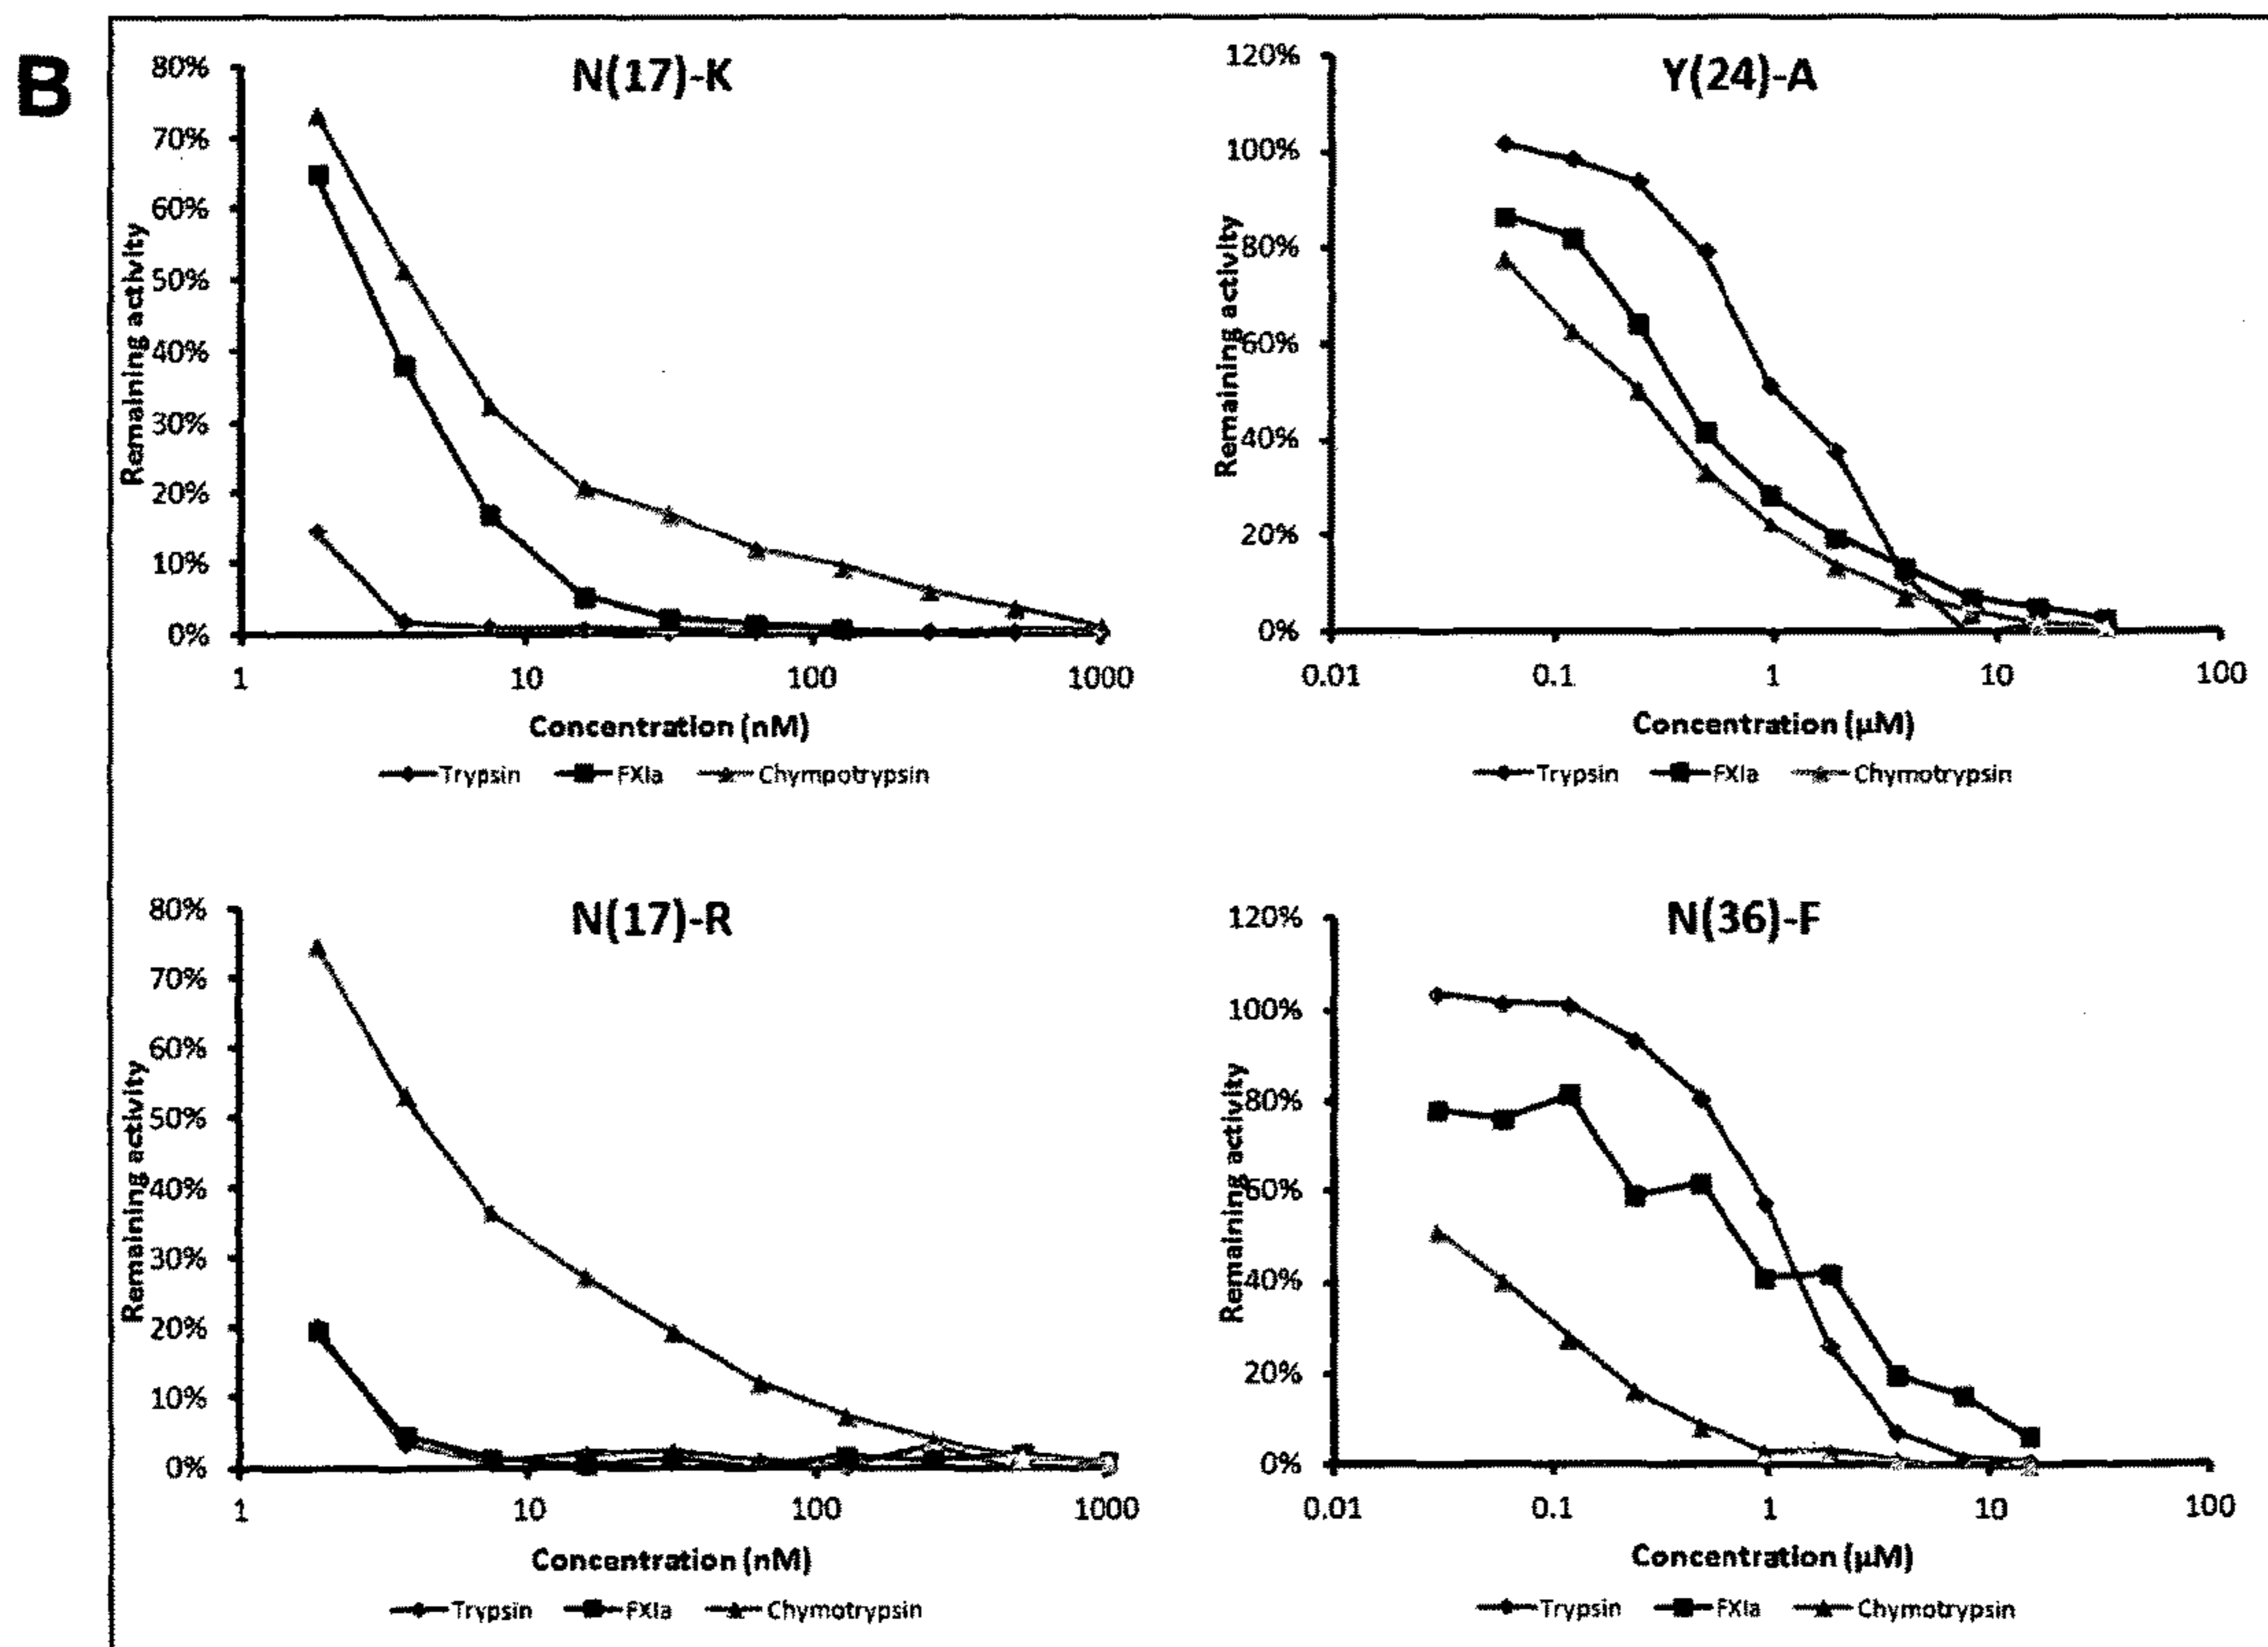 B
N(17)-K
80%
70%
60%
50%
40%
30%
20%
10%
0%
Remaining activity
1 10 100 1000
Concentration (nM)
Trypsin FXIa Chympotrypsin
Y(24)-A
120%
100%
80%
60%
40%
20%
0%
Remaining activity
0.01 0.1 1 10 100
Concentration (µM)
Trypsin FXIa Chymotrypsin
N(17)-R
80%
70%
60%
50%
40%
30%
20%
10%
0%
Remaining activity
1 10 100 1000
Concentration (nM)
Trypsin FXIa Chymotrypsin
N(36)-F
120%
100%
80%
60%
40%
20%
0%
Remaining activity
0.01 0.1 1 10 100
Concentration (µM)
Trypsin FXIa Chymotrypsin